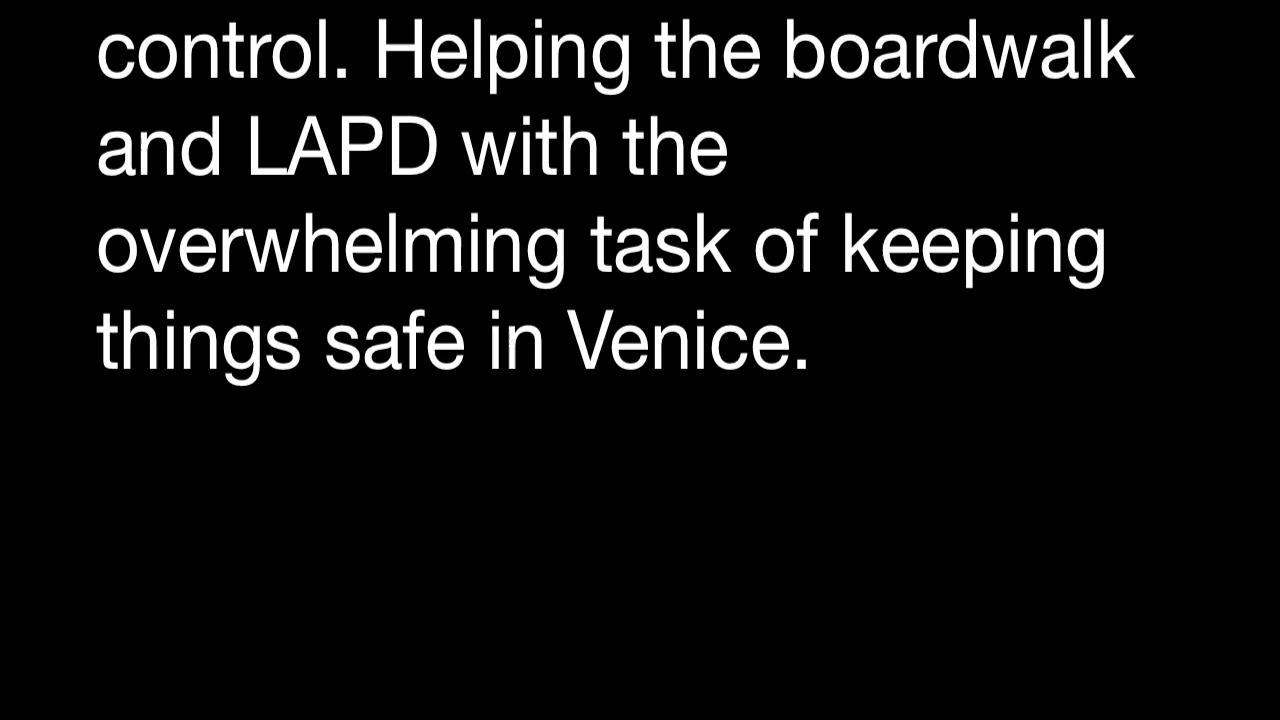 control. Helping the boardwalk
and LAPD with the
overwhelming task of keeping
things safe in Venice.